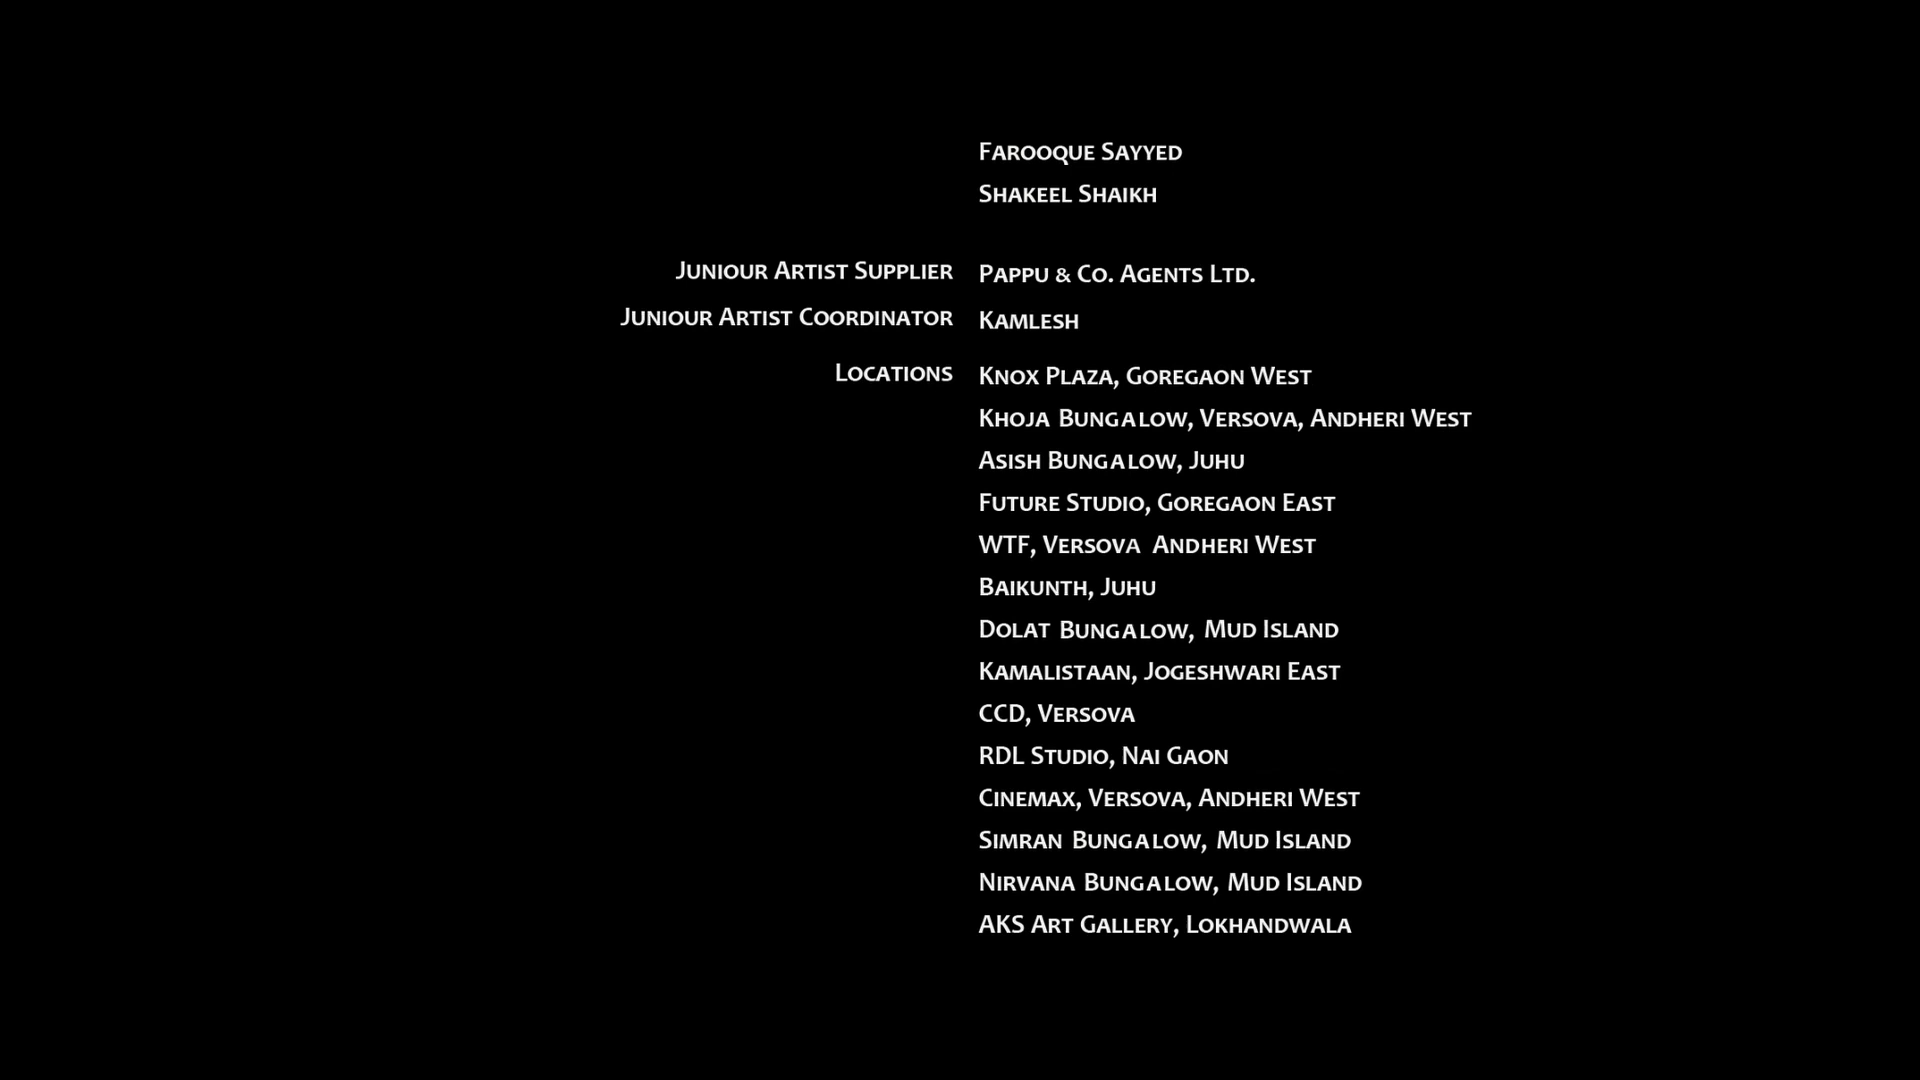 Farooque Sayyed
Shakeel Shaikh
Juniour Artist Supplier Pappu & Co. Agents Ltd.
Juniour Artist Coordinator Kamlesh
Locations Knox Plaza, Goregaon West
Khoja Bungalow, Versova, Andheri West
Asish Bungalow, Juhu
Future Studio, Goregaon East
WTF, Versova Andheri West
Baikunth, Juhu
Dolat Bungalow, Mud Island
Kamalistaan, Jogeshwari East
CCD, Versova
RDL Studio, Nai Gaon
Cinemax, Versova, Andheri West
Simran Bungalow, Mud Island
Nirvana Bungalow, Mud Island
AKS Art Gallery, Lokhandwala